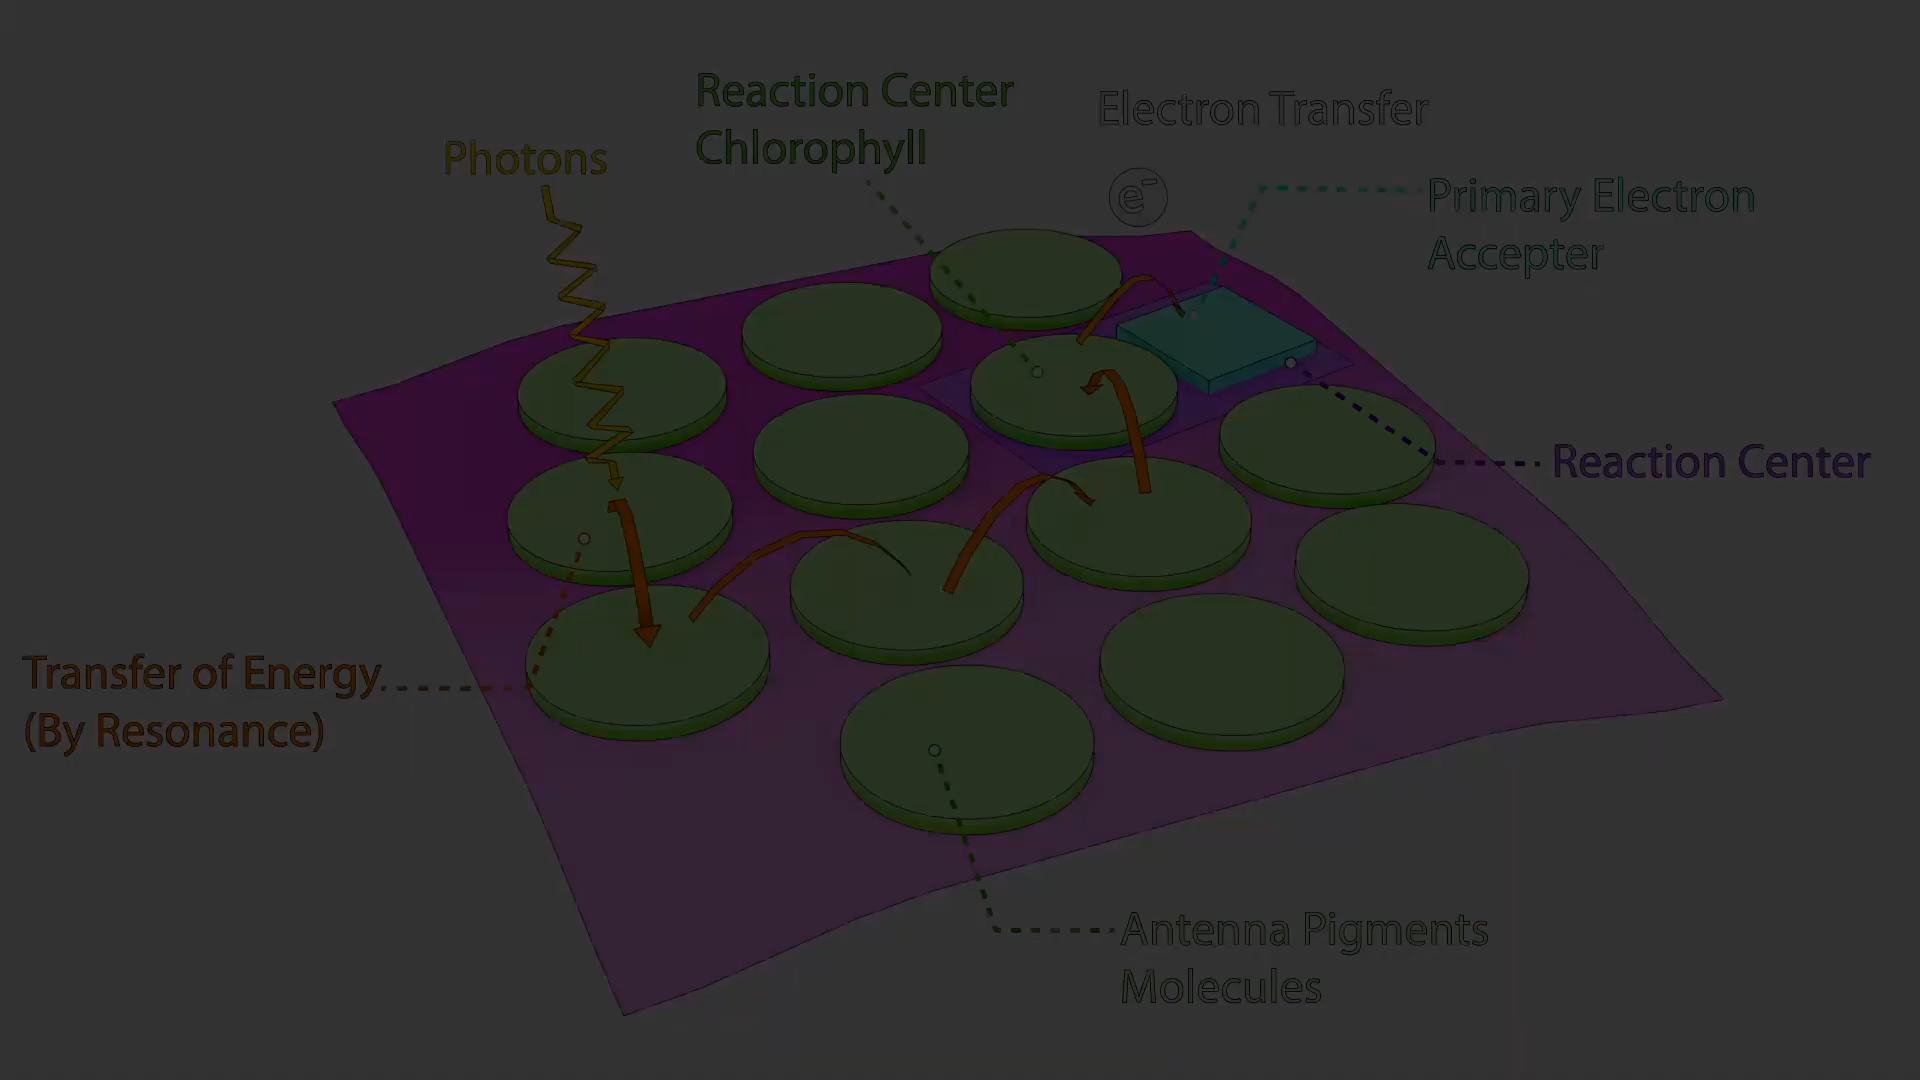 Reaction Center
Chlorophyll
Electron Transfer
Photons
e-
Primary Electron
Accepter
Reaction Center
Transfer of Energy
(By Resonance)
Antenna Pigments
Molecules